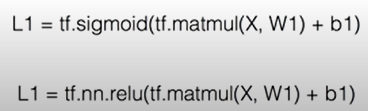 L1 = tf.sigmoid(tf.matmul(X, W1) + b1)
L1 = tf.nn.relu(tf.matmul(X, W1) + b1)